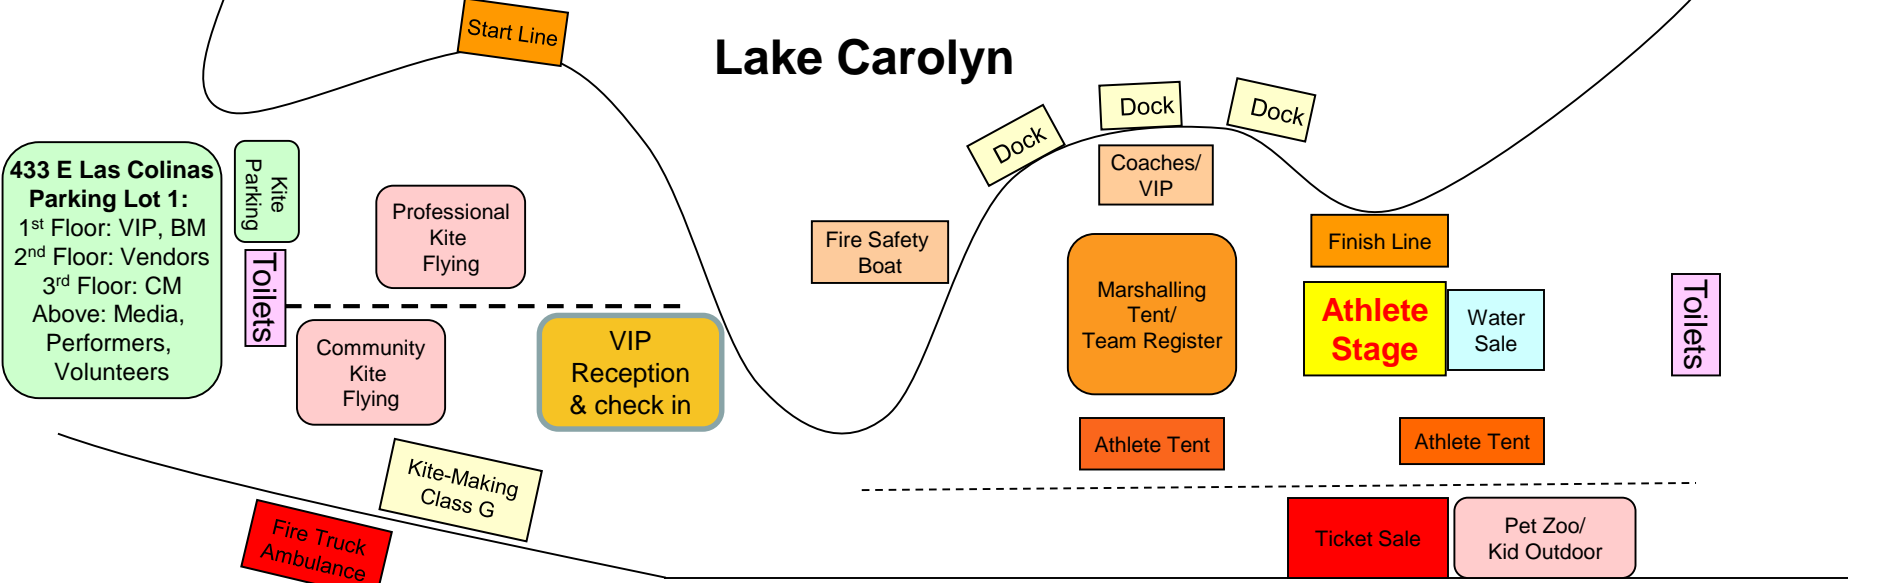 Start Line
Lake Carolyn
Dock
Dock
Dock
433 E Las Colinas
Parking Lot 1:
1st Floor: VIP, BM
2nd Floor: Vendors
3rd Floor: CM
Above: Media,
Performers,
Volunteers
Kite
Parking
Toilets
Professional
Kite
Flying
Community
Kite
Flying
VIP
Reception
& check in
Fire Safety
Boat
Coaches/
VIP
Marshalling
Tent/
Team Register
Finish Line
Athlete
Stage
Water
Sale
Toilets
Athlete Tent
Athlete Tent
Kite-Making
Class G
Fire Truck
Ambulance
Ticket Sale
Pet Zoo/
Kid Outdoor